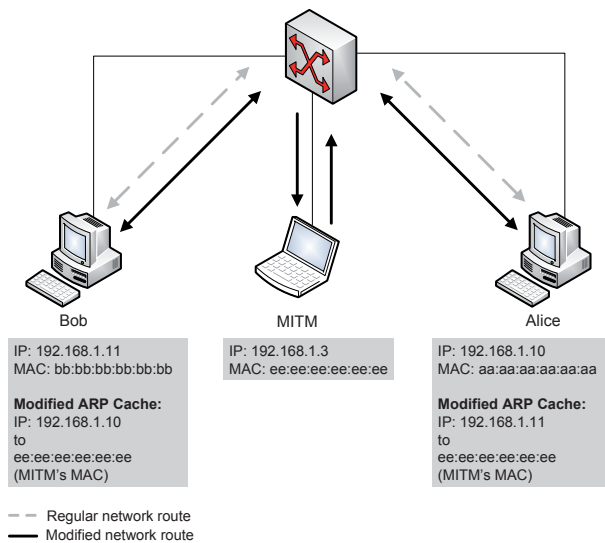 Bob
MITM
Alice
IP: 192.168.1.11
MAC: bb:bb:bb:bb:bb:bb
Modified ARP Cache:
IP: 192.168.1.10
to
ee:ee:ee:ee:ee:ee
(MITM's MAC)
IP: 192.168.1.3
MAC: ee:ee:ee:ee:ee:ee
IP: 192.168.1.10
MAC: aa:aa:aa:aa:aa:aa
Modified ARP Cache:
IP: 192.168.1.11
to
ee:ee:ee:ee:ee:ee
(MITM's MAC)
Regular network route
Modified network route